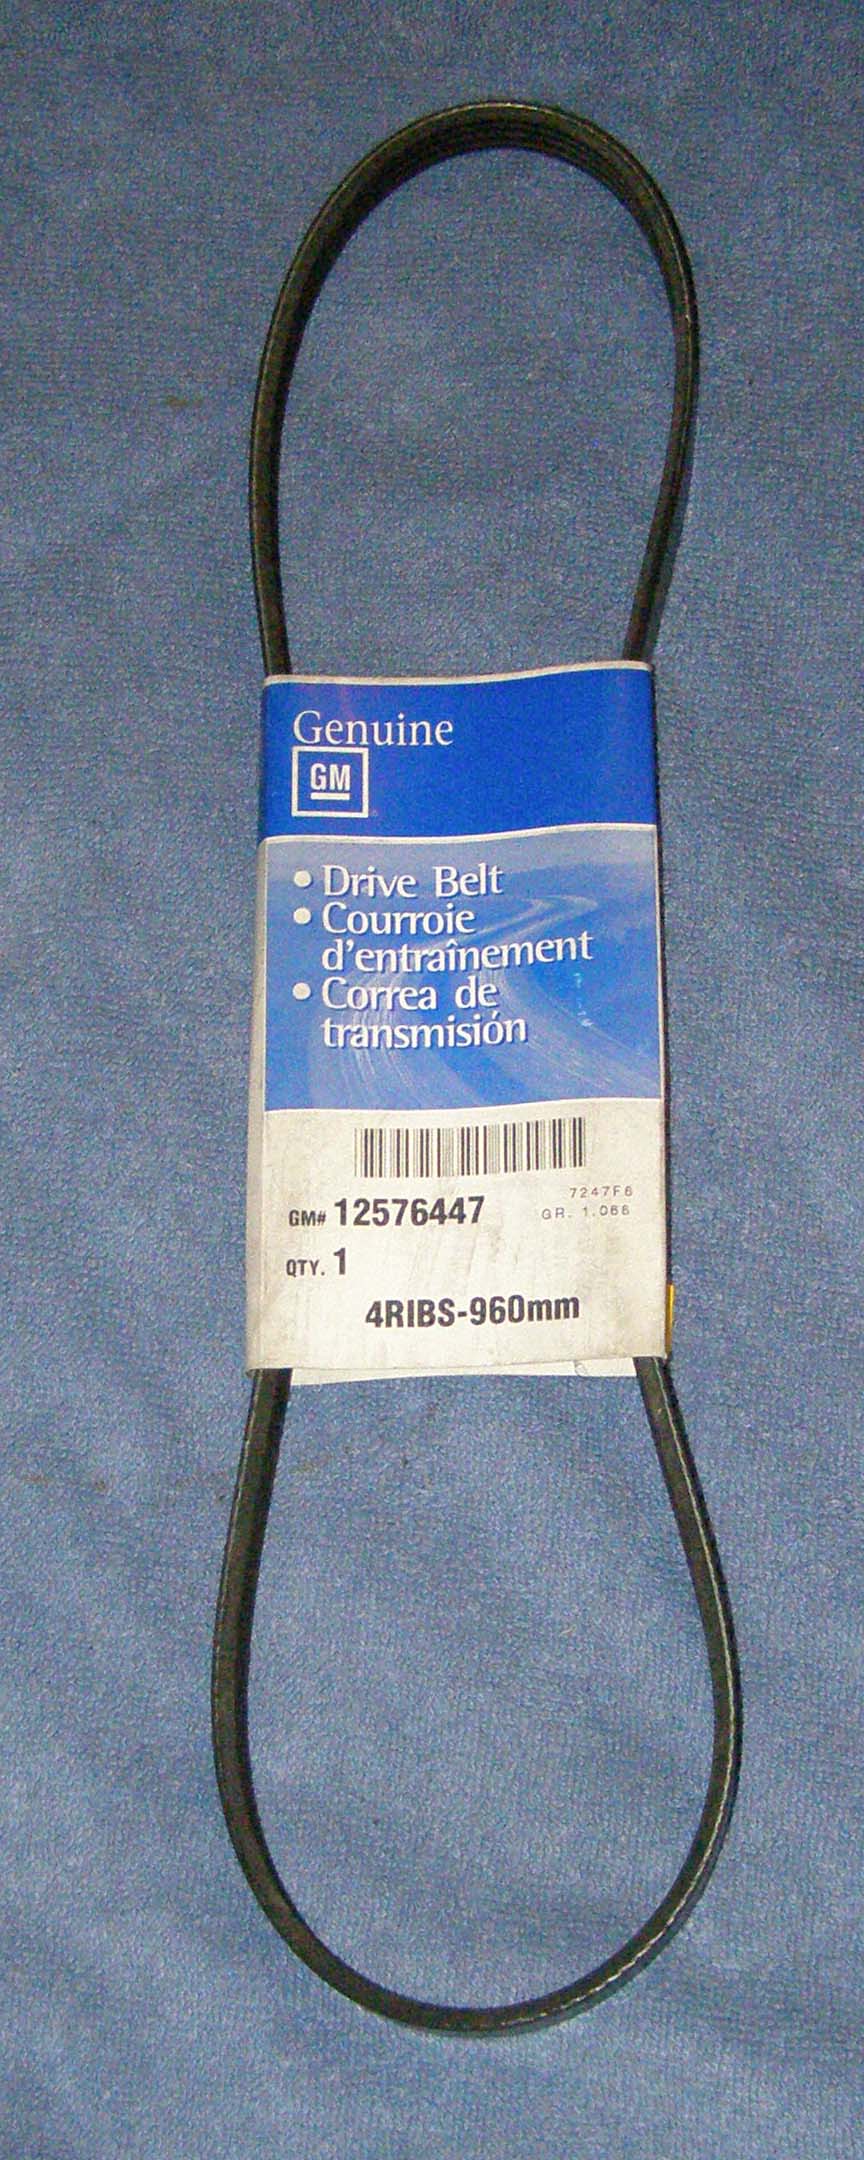 Genuine
GM
• Drive Belt
• Courroie
d'entraînement
• Correa de
transmisión
7247F6
GM# 12576447
GR. 1.066
QTY. 1
4RIBS-960mm